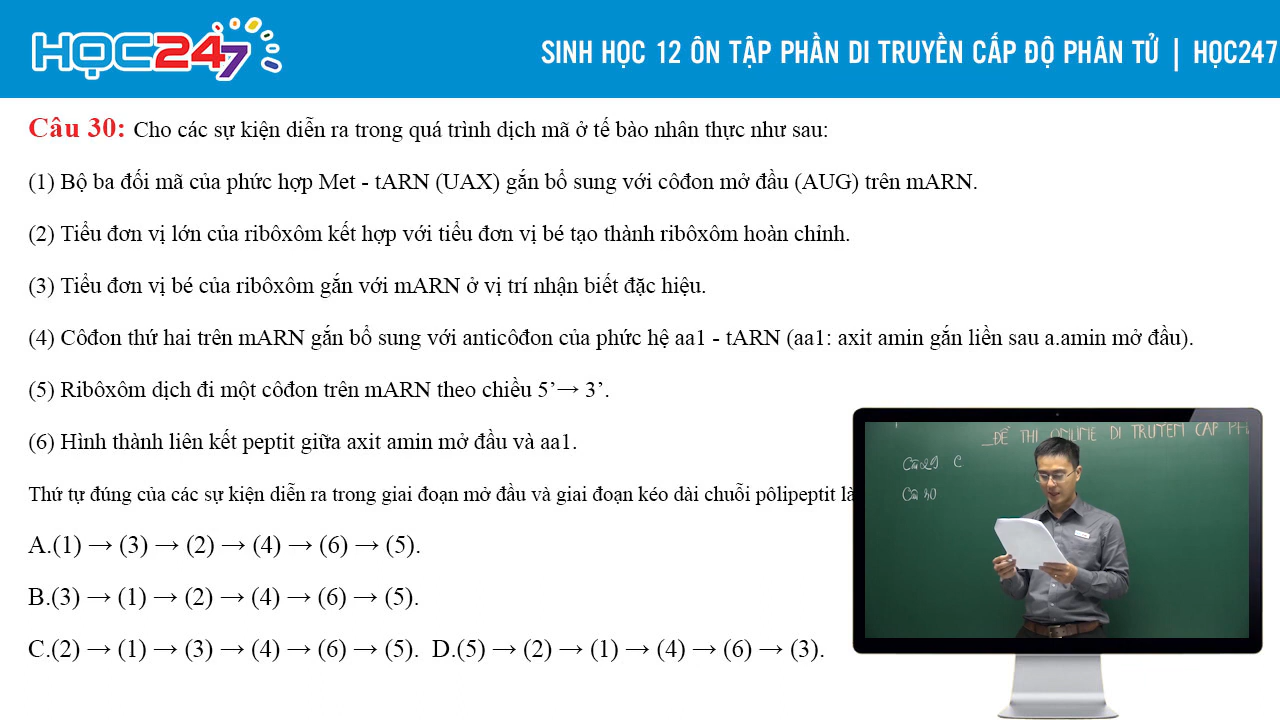 HỌC247
SINH HỌC 12 ÔN TẬP PHẦN DI TRUYỀN CẤP ĐỘ PHÂN TỬ | HỌC247
Câu 30: Cho các sự kiện diễn ra trong quá trình dịch mã ở tế bào nhân thực như sau:
(1) Bộ ba đối mã của phức hợp Met - tARN (UAX) gắn bổ sung với côđon mở đầu (AUG) trên mARN.
(2) Tiểu đơn vị lớn của ribôxôm kết hợp với tiểu đơn vị bé tạo thành ribôxôm hoàn chỉnh.
(3) Tiểu đơn vị bé của ribôxôm gắn với mARN ở vị trí nhận biết đặc hiệu.
(4) Côđon thứ hai trên mARN gắn bổ sung với anticôđon của phức hệ aa1 - tARN (aa1: axit amin gắn liền sau a.amin mở đầu).
(5) Ribôxôm dịch đi một côđon trên mARN theo chiều 5’→ 3’.
(6) Hình thành liên kết peptit giữa axit amin mở đầu và aa1.
Thứ tự đúng của các sự kiện diễn ra trong giai đoạn mở đầu và giai đoạn kéo dài chuỗi pôlipeptit là
A.(1) → (3) → (2) → (4) → (6) → (5).
B.(3) → (1) → (2) → (4) → (6) → (5).
C.(2) → (1) → (3) → (4) → (6) → (5). D.(5) → (2) → (1) → (4) → (6) → (3).
ĐỀ THI ONLINE DI TRUYỀN CẤP PH
Câu 29 C
Câu 30